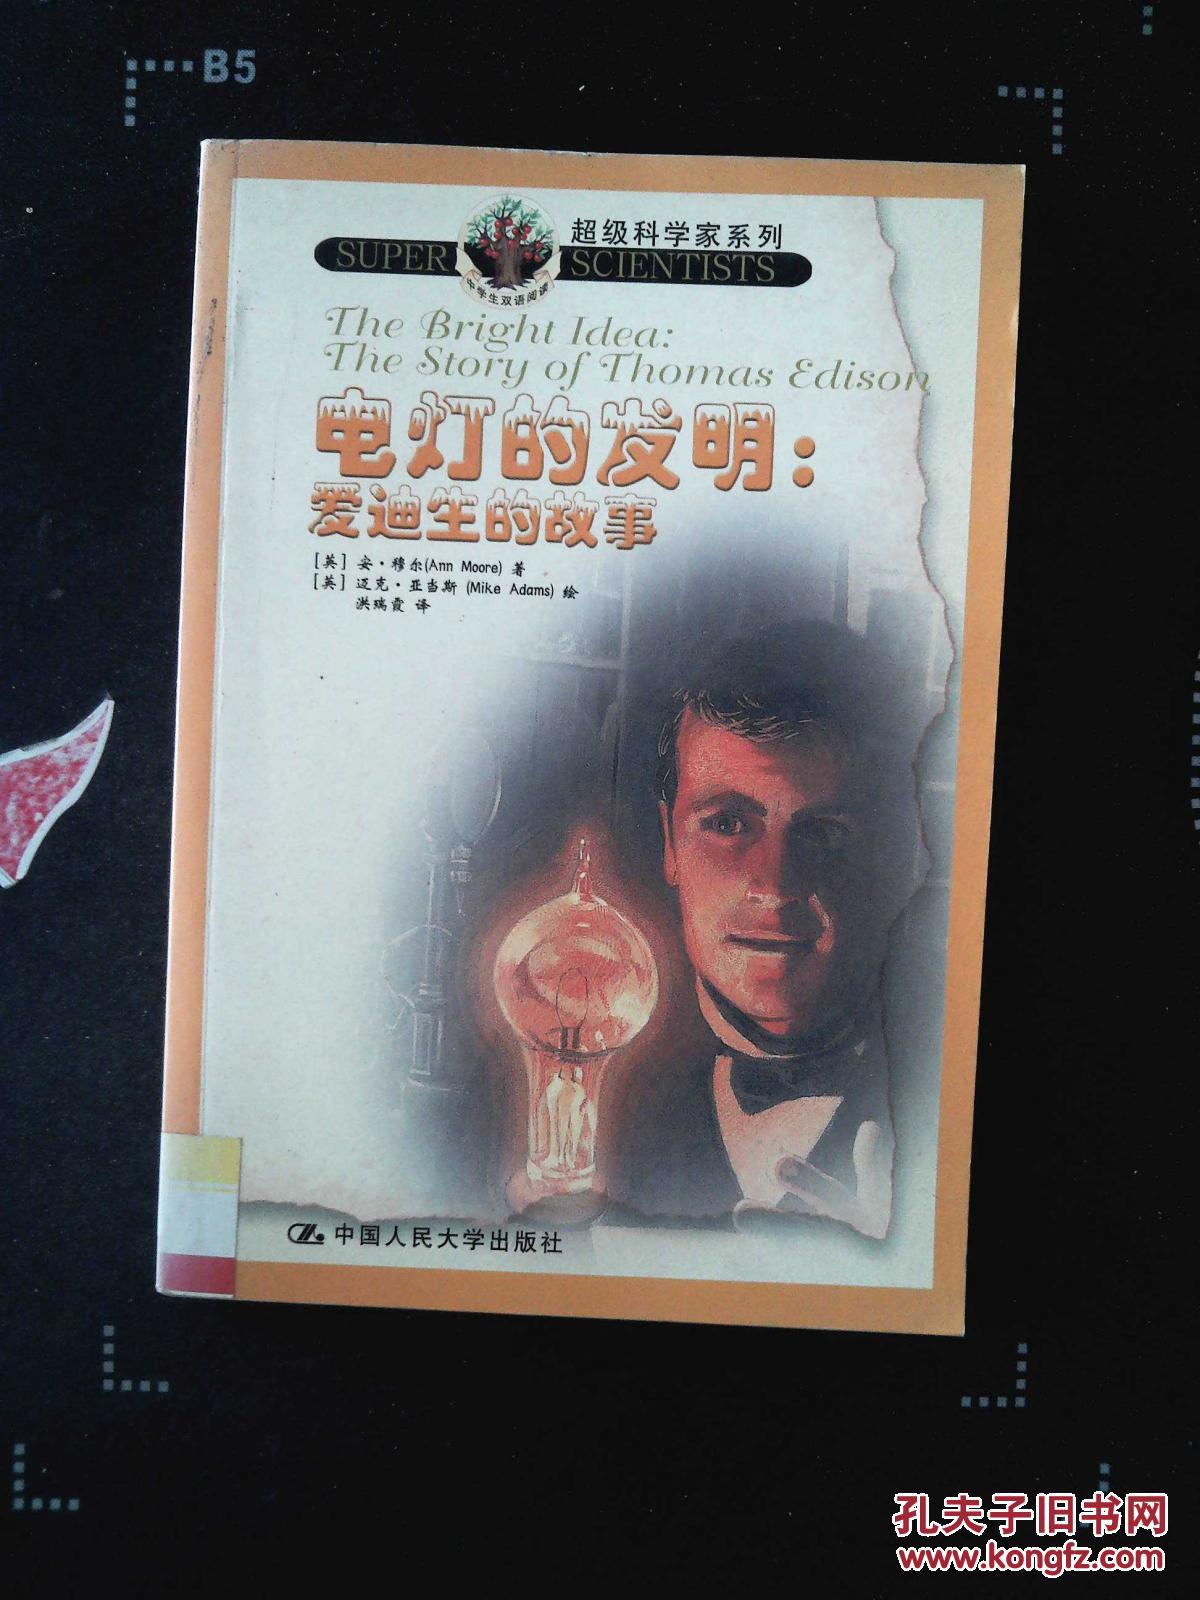 B5
超级科学家系列
SUPER SCIENTISTS
中学生双语阅读
The Bright Idea:
The Story of Thomas Edison
电灯的发明：
爱迪生的故事
［英］安·穆尔(Ann Moore) 著
［英］迈克·亚当斯 (Mike Adams) 绘
洪瑞霞 译
中国人民大学出版社
孔夫子旧书网
www.kongfz.com